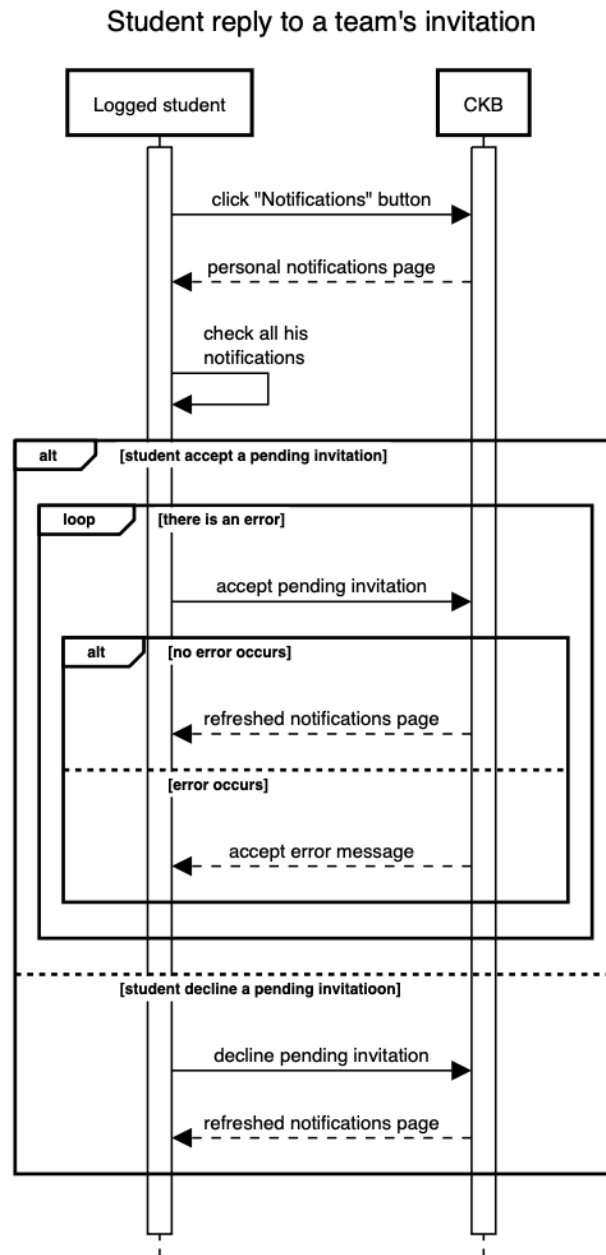 Student reply to a team's invitation
Logged student
CKB
click "Notifications" button
personal notifications page
check all his
notifications
alt
[student accept a pending invitation]
loop
[there is an error]
accept pending invitation
alt
[no error occurs]
refreshed notifications page
[error occurs]
accept error message
[student decline a pending invitatioon]
decline pending invitation
refreshed notifications page